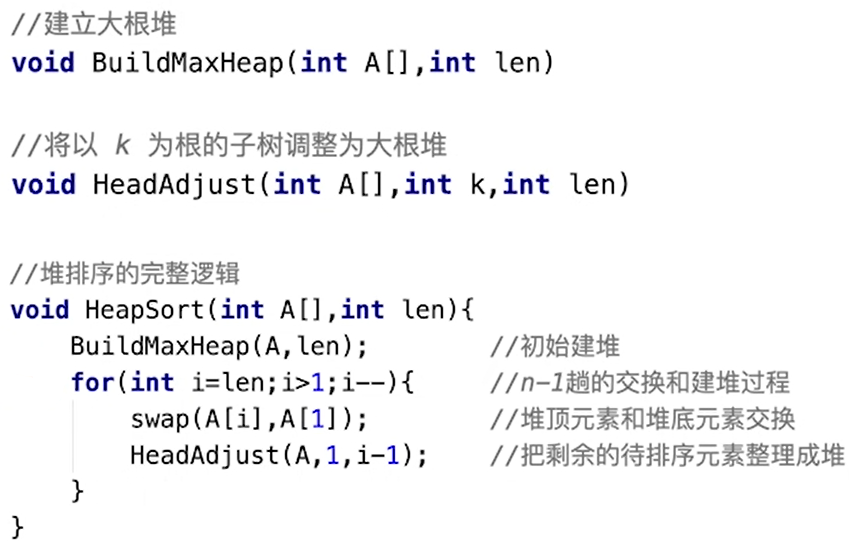 //建立大根堆
void BuildMaxHeap(int A[],int len)
//将以 k 为根的子树调整为大根堆
void HeadAdjust(int A[],int k,int len)
//堆排序的完整逻辑
void HeapSort(int A[],int len){
    BuildMaxHeap(A,len);        //初始建堆
    for(int i=len;i>1;i--){     //n-1趟的交换和建堆过程
        swap(A[i],A[1]);        //堆顶元素和堆底元素交换
        HeadAdjust(A,1,i-1);    //把剩余的待排序元素整理成堆
    }
}